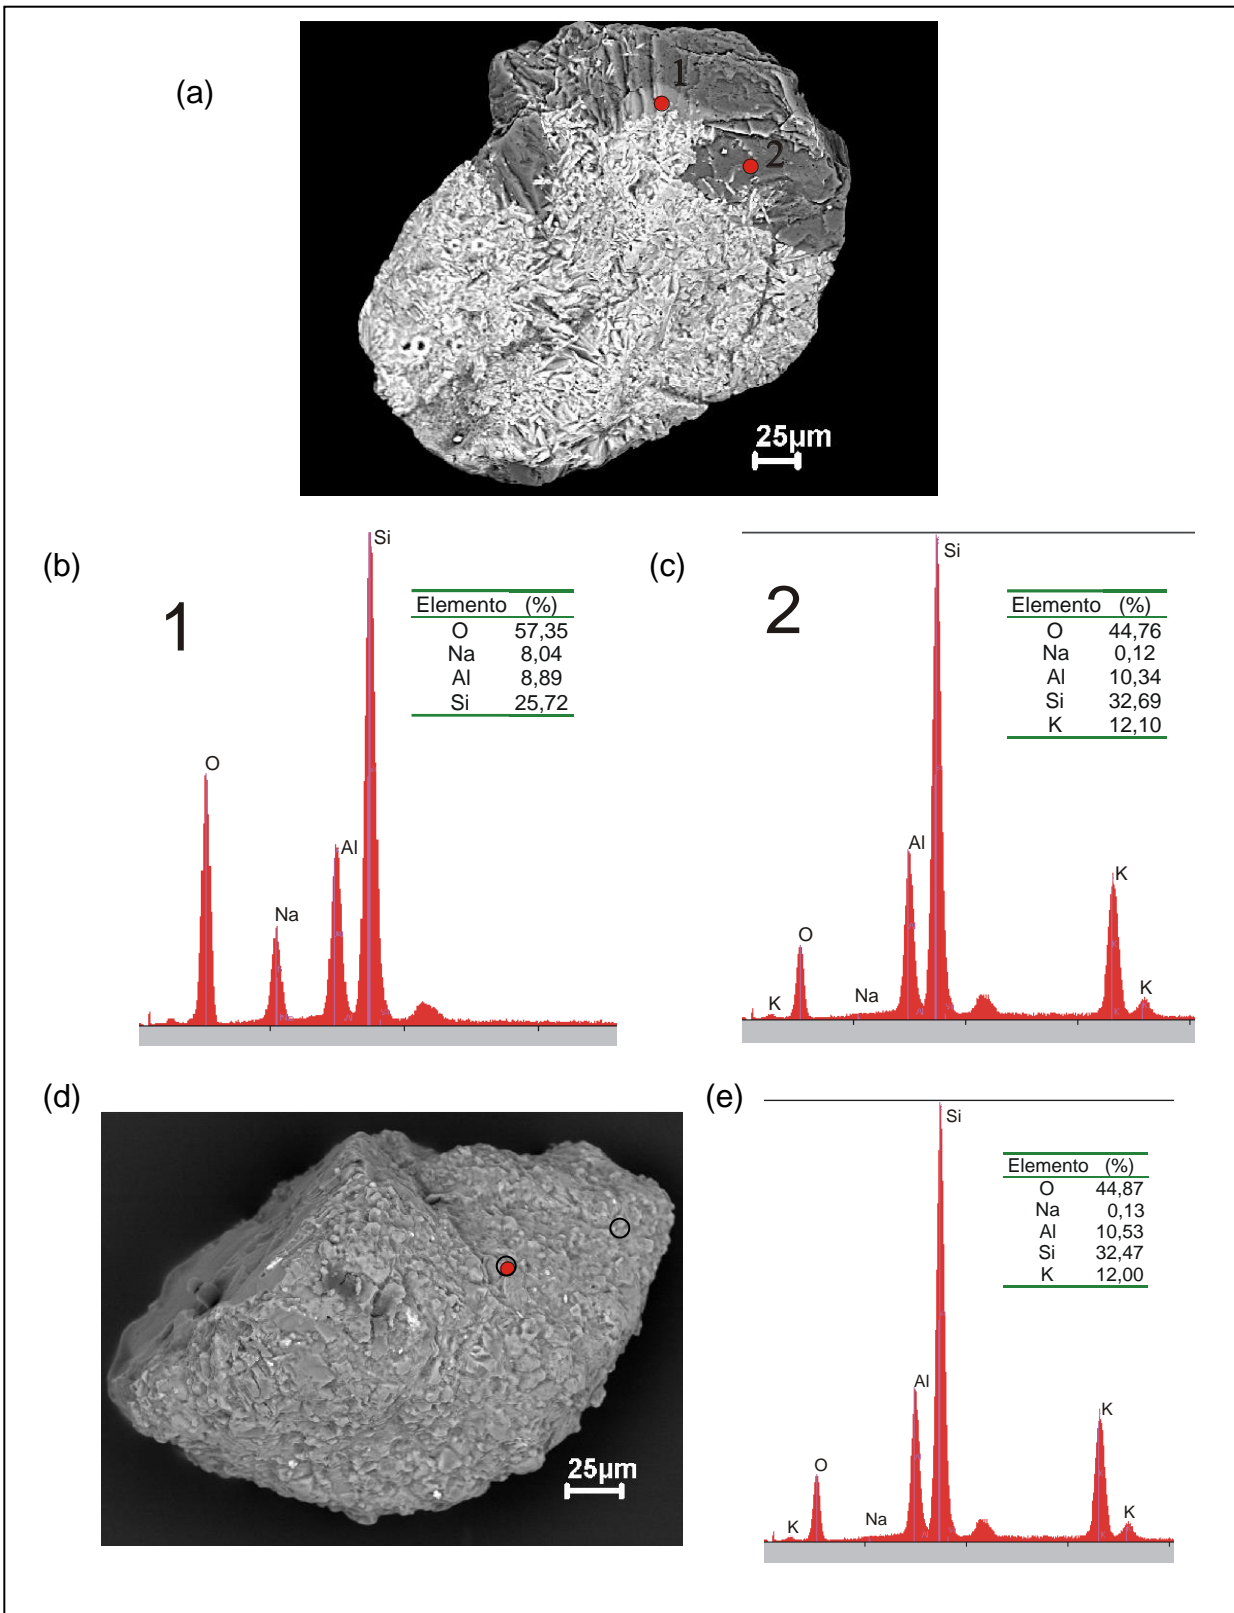 (a)
1
2
25µm
(b)
1
Si
Elemento (%)
O 57,35
Na 8,04
Al 8,89
Si 25,72
O
Al
Na
(c)
2
Si
Elemento (%)
O 44,76
Na 0,12
Al 10,34
Si 32,69
K 12,10
Al
K
O
K
Na
K
(d)
25µm
(e)
Si
Elemento (%)
O 44,87
Na 0,13
Al 10,53
Si 32,47
K 12,00
Al
K
O
K
Na
K